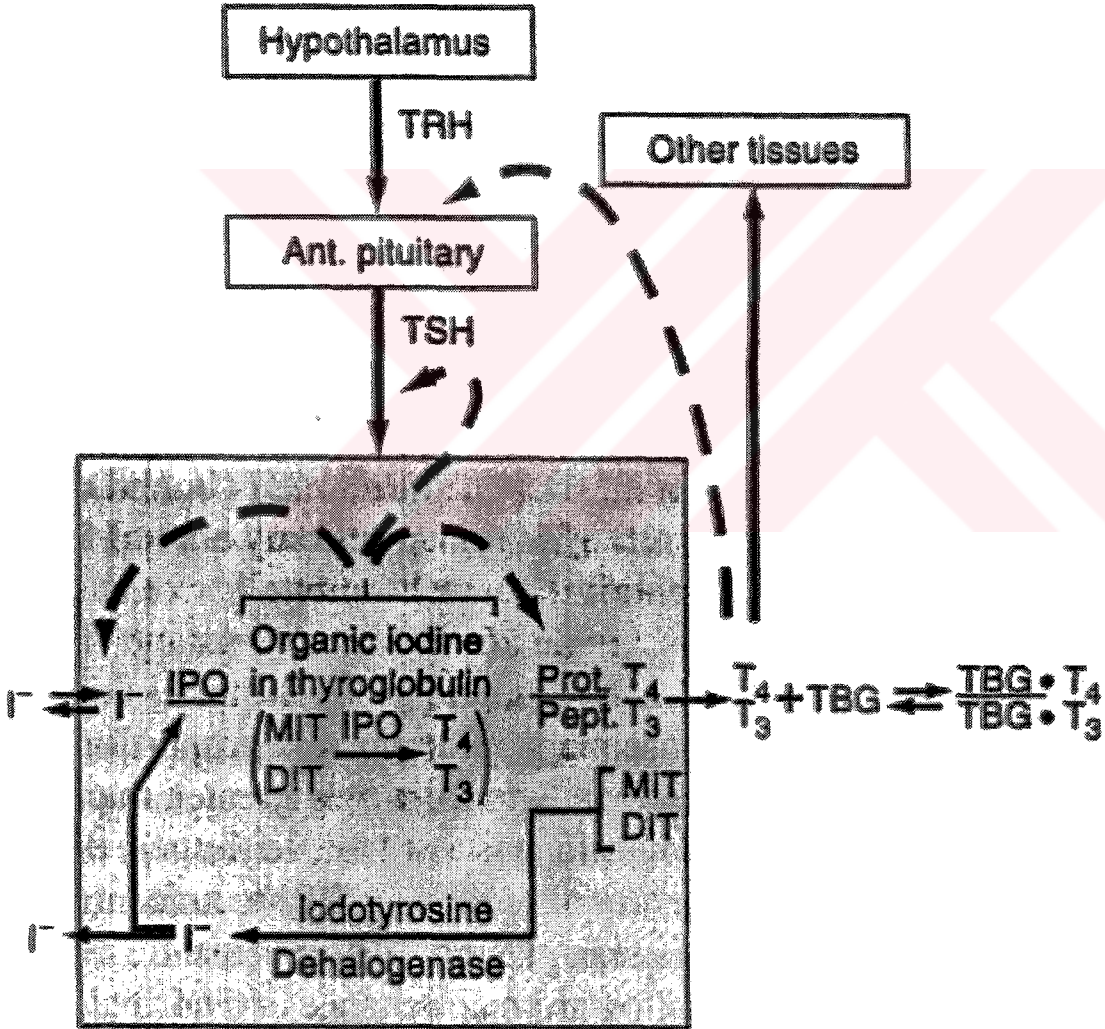 Hypothalamus
TRH
Other tissues
Ant. pituitary
TSH
Organic iodine
I⁻ I⁻ IPO in thyroglobulin Prot. T₄ T₄ + TBG TBG • T₄
Pept. T₃ T₃ TBG • T₃
(MIT IPO T₄
DIT T₃)
MIT
DIT
Iodotyrosine
I⁻ I⁻
Dehalogenase